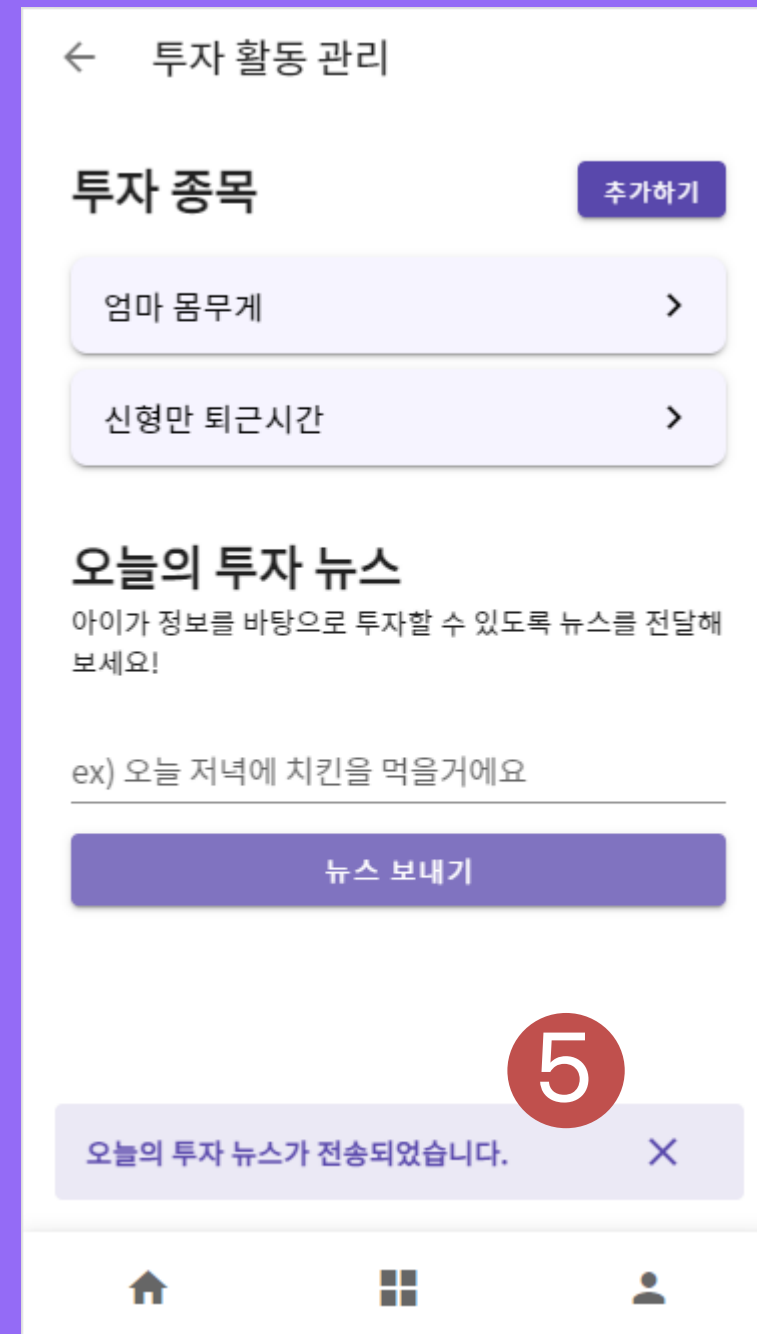 투자 활동 관리
투자 종목
추가하기
엄마 몸무게
신형만 퇴근시간
오늘의 투자 뉴스
아이가 정보를 바탕으로 투자할 수 있도록 뉴스를 전달해
보세요!
ex) 오늘 저녁에 치킨을 먹을거에요
뉴스 보내기
5
오늘의 투자 뉴스가 전송되었습니다.